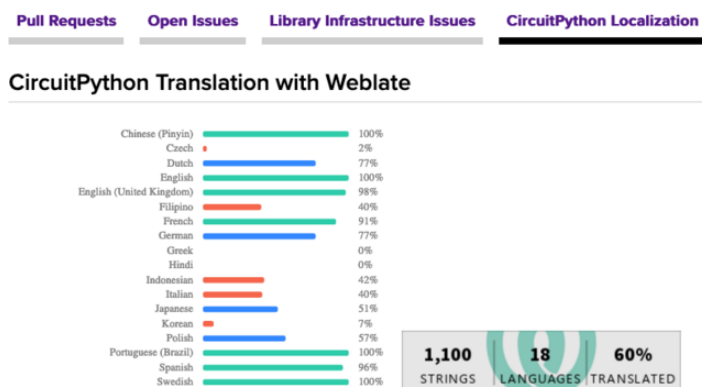 Pull Requests Open Issues Library Infrastructure Issues CircuitPython Localization
CircuitPython Translation with Weblate
Chinese (Pinyin) 100%
Czech 2%
Dutch 77%
English 100%
English (United Kingdom) 98%
Filipino 40%
French 91%
German 77%
Greek 0%
Hindi 0%
Indonesian 42%
Italian 40%
Japanese 51%
Korean 7%
Polish 57%
Portuguese (Brazil) 100%
Spanish 96%
Swedish 100%
1,100 18 60%
STRINGS LANGUAGES TRANSLATED